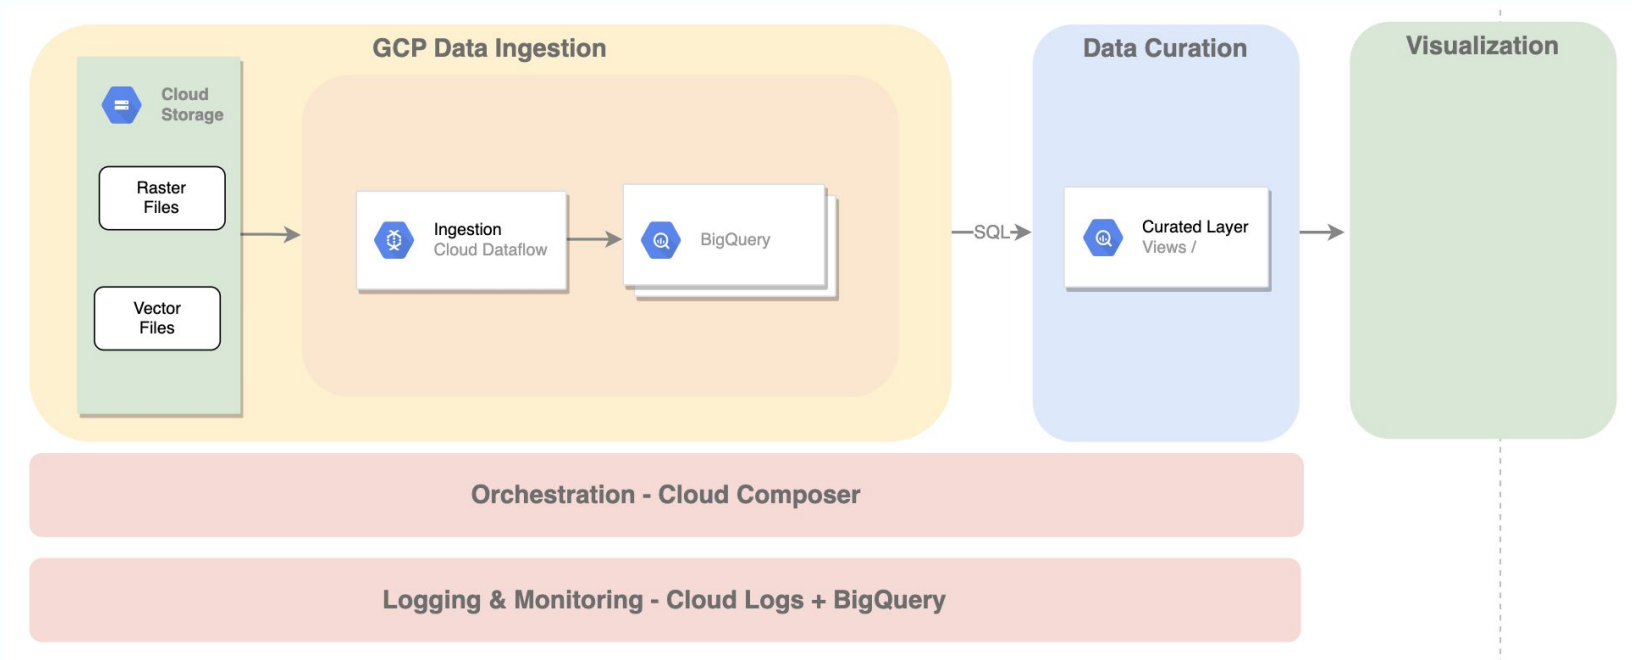 GCP Data Ingestion
Cloud
Storage
Raster
Files
Vector
Files
Ingestion
Cloud Dataflow
BigQuery
SQL
Data Curation
Curated Layer
Views /
Visualization
Orchestration - Cloud Composer
Logging & Monitoring - Cloud Logs + BigQuery